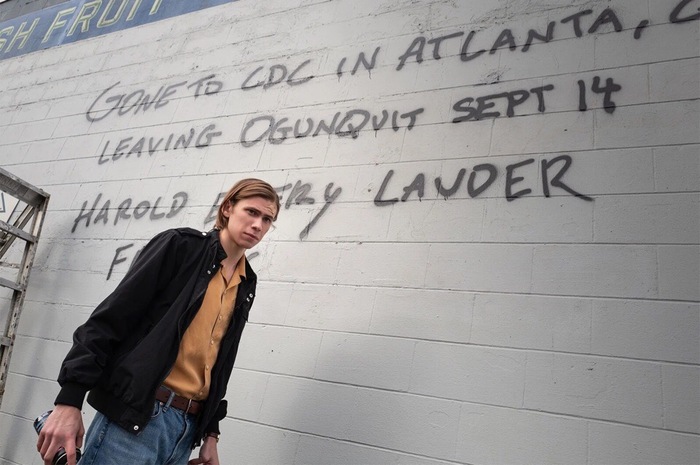 SH FRUIT
GONE TO CDC IN ATLANTA,
LEAVING OGUNQUIT SEPT 14
HAROLD LAUDER